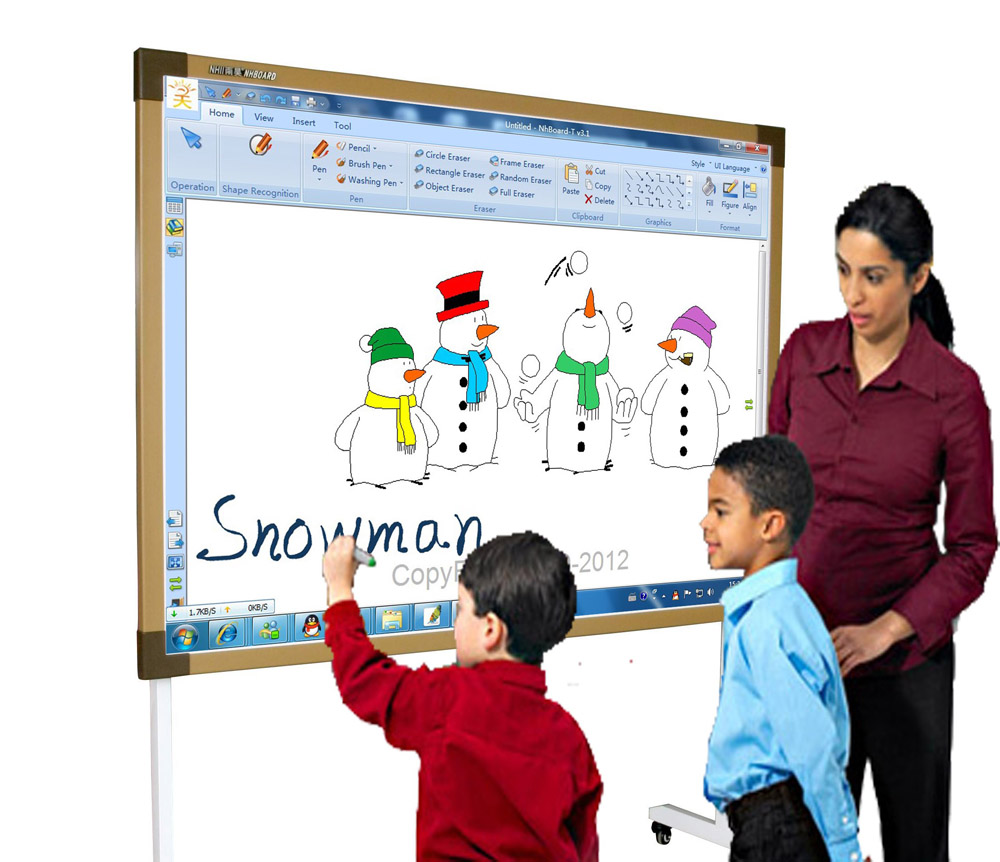 NHBOARD
Untitled - NhBoard-T v3.1
Home View Insert Tool
Style UI Language
Operation
Shape Recognition
Pen
Pencil
Brush Pen
Washing Pen
Pen
Circle Eraser
Rectangle Eraser
Object Eraser
Frame Eraser
Random Eraser
Full Eraser
Eraser
Paste
Cut
Copy
Delete
Clipboard
Graphics
Fill
Figure
Align
Format
Snowman
-2012
1.7KB/S 0KB/S